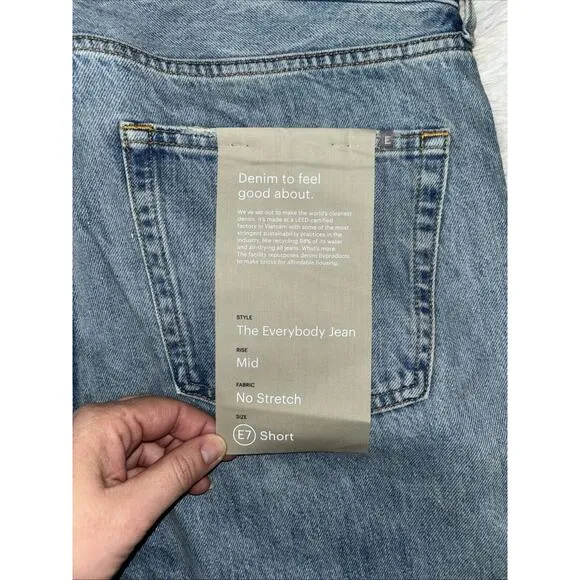 E
Denim to feel
good about.
We've set out to make the world's cleanest
denim. It's made at a LEED-certified
factory in Vietnam with some of the most
stringent sustainability practices in the
industry, like recycling 98% of its water
and air-drying all jeans. What's more:
The facility repurposes denim byproducts
to make bricks for affordable housing.
STYLE
The Everybody Jean
RISE
Mid
FABRIC
No Stretch
SIZE
E7 Short